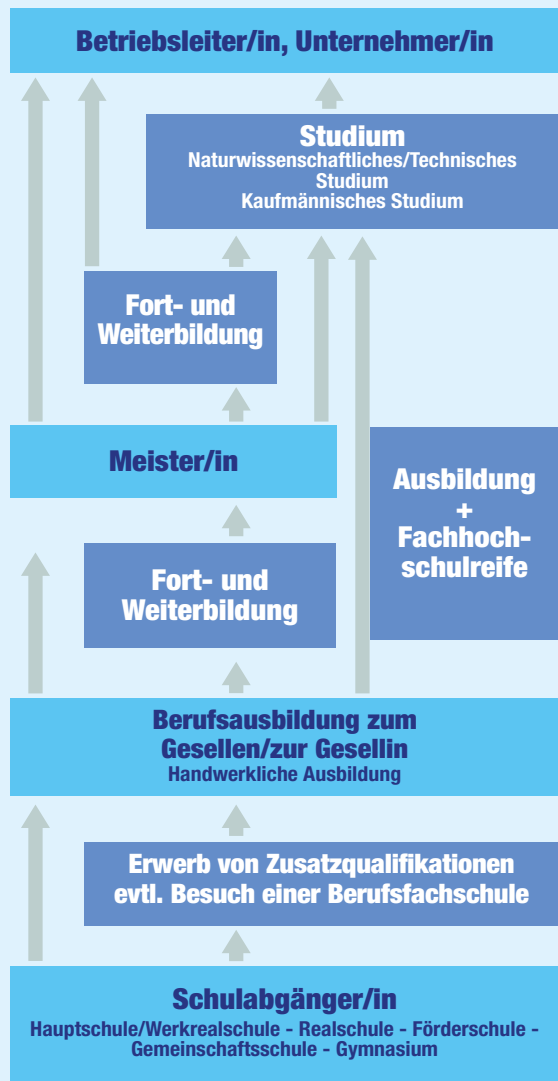 Betriebsleiter/in, Unternehmer/in
Studium
Naturwissenschaftliches/Technisches
Studium
Kaufmännisches Studium
Fort- und
Weiterbildung
Meister/in
Ausbildung
+
Fachhoch-
schulreife
Fort- und
Weiterbildung
Berufsausbildung zum
Gesellen/zur Gesellin
Handwerkliche Ausbildung
Erwerb von Zusatzqualifikationen
evtl. Besuch einer Berufsfachschule
Schulabgänger/in
Hauptschule/Werkrealschule - Realschule - Förderschule -
Gemeinschaftsschule - Gymnasium